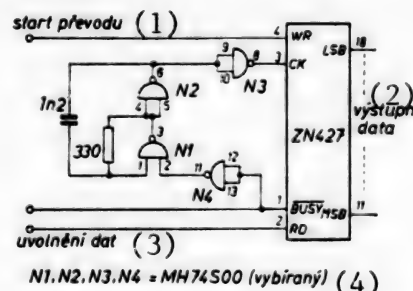 start převodu (1)
4 WR
LSB 18
6
N2
4 5
9
10
8
N3
3 CK
1n2
ZN427
(2)
výstupní
data
330
3
N1
1 2
11
12
13
N4
1 BUSY
MSB 11
2 RD
uvolnění dat
(3)
N1, N2, N3, N4 = MH74S00 (vybíraný) (4)